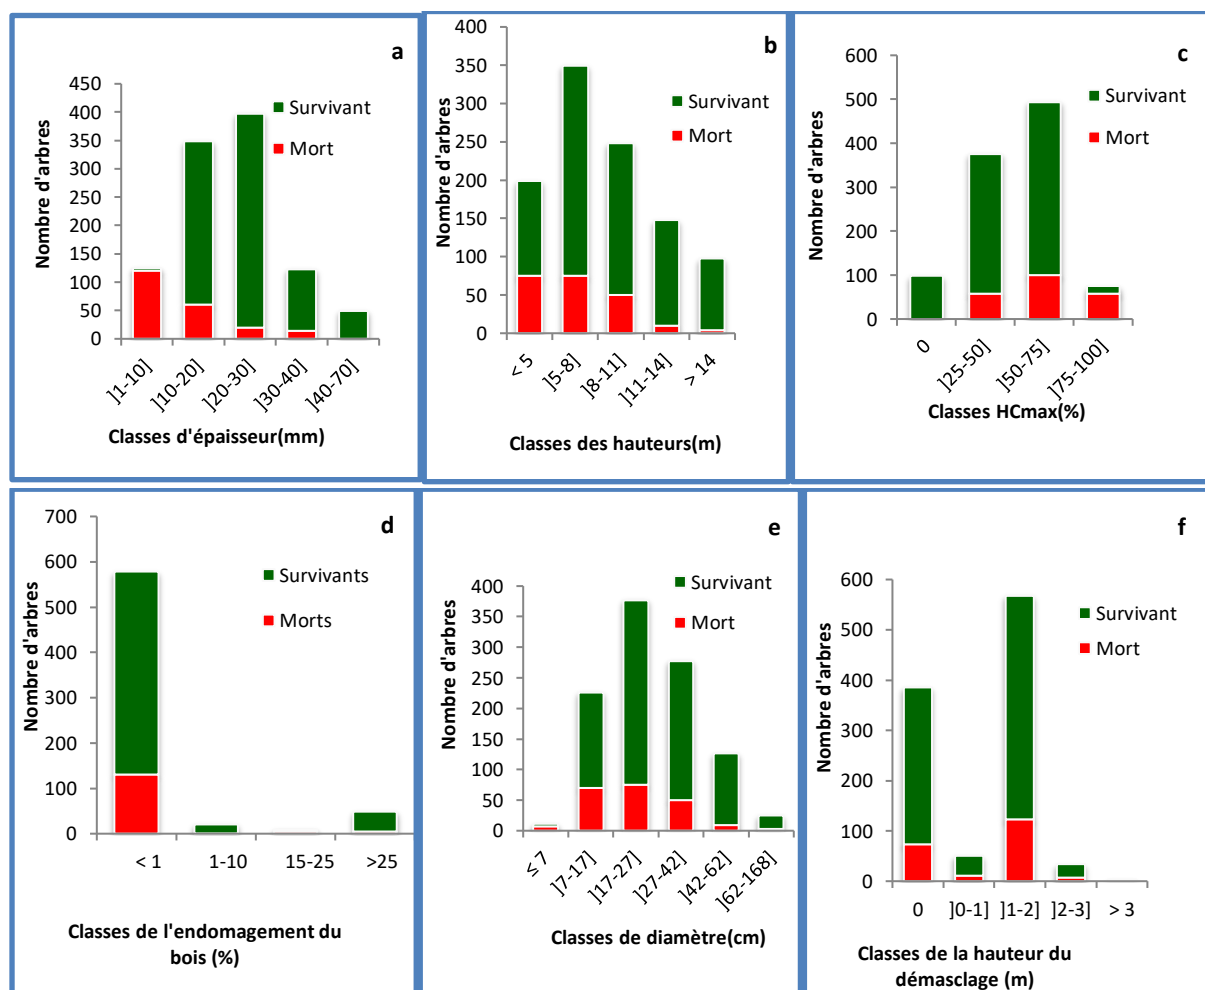 a
450
400
350
300
250
200
150
100
50
0
Nombre d'arbres
Survivant
Mort
]1-10]
]10-20]
]20-30]
]30-40]
]40-70]
Classes d'épaisseur(mm)
b
400
350
300
250
200
150
100
50
0
Nombre d'arbres
Survivant
Mort
< 5
]5-8]
]8-11]
]11-14]
> 14
Classes des hauteurs(m)
c
600
500
400
300
200
100
0
Nombre d'arbres
Survivant
Mort
0
]25-50]
]50-75]
]75-100]
Classes HCmax(%)
d
700
600
500
400
300
200
100
0
Nombre d'arbres
Survivants
Morts
< 1
1-10
15-25
>25
Classes de l'endomagement du
bois (%)
e
400
350
300
250
200
150
100
50
0
Nombre d'arbres
Survivant
Mort
≤ 7
]7-17]
]17-27]
]27-42]
]42-62]
]62-168]
Classes de diamètre(cm)
f
600
500
400
300
200
100
0
Nombre d'arbres
Survivant
Mort
0
]0-1]
]1-2]
]2-3]
> 3
Classes de la hauteur du
démasclage (m)